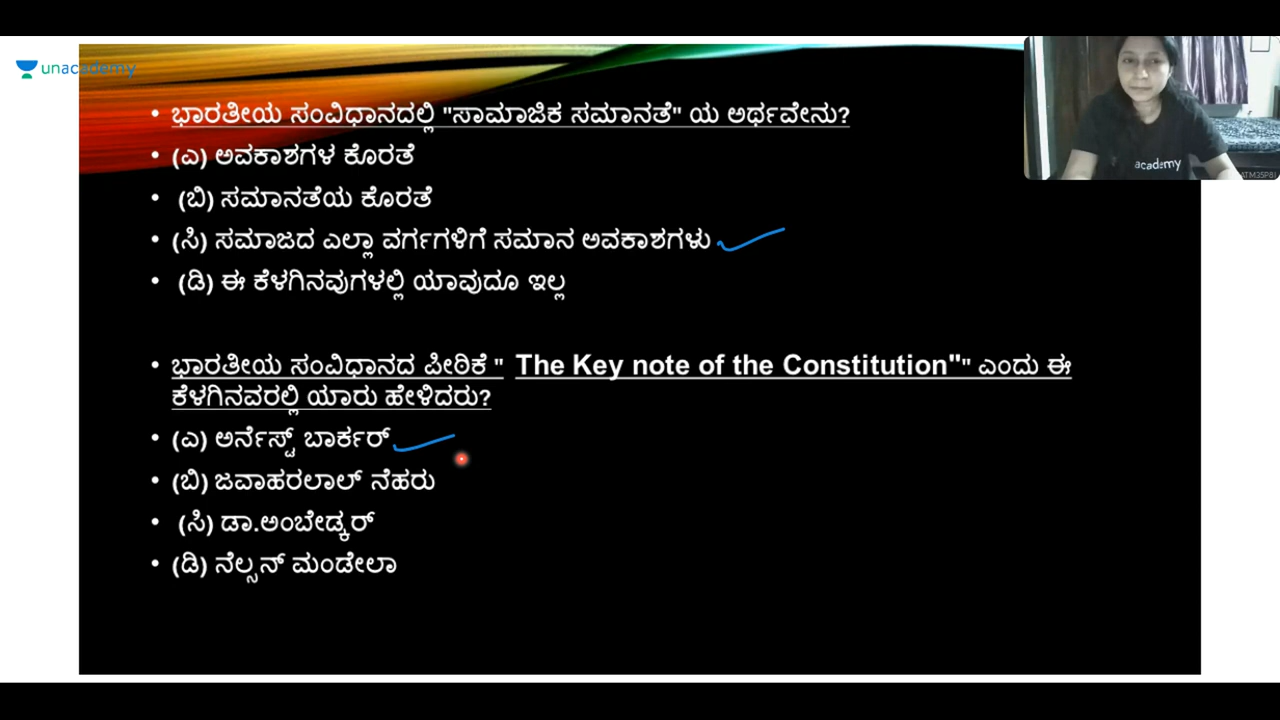 unacademy
• ಭಾರತೀಯ ಸಂವಿಧಾನದಲ್ಲಿ "ಸಾಮಾಜಿಕ ಸಮಾನತೆ" ಯ ಅರ್ಥವೇನು?
• (ಎ) ಅವಕಾಶಗಳ ಕೊರತೆ
• (ಬಿ) ಸಮಾನತೆಯ ಕೊರತೆ
• (ಸಿ) ಸಮಾಜದ ಎಲ್ಲಾ ವರ್ಗಗಳಿಗೆ ಸಮಾನ ಅವಕಾಶಗಳು
• (ಡಿ) ಈ ಕೆಳಗಿನವುಗಳಲ್ಲಿ ಯಾವುದೂ ಇಲ್ಲ
• ಭಾರತೀಯ ಸಂವಿಧಾನದ ಪೀಠಿಕೆ " The Key note of the Constitution"" ಎಂದು ಈ
ಕೆಳಗಿನವರಲ್ಲಿ ಯಾರು ಹೇಳಿದರು?
• (ಎ) ಅರ್ನೆಸ್ಟ್ ಬಾರ್ಕರ್
• (ಬಿ) ಜವಾಹರಲಾಲ್ ನೆಹರು
• (ಸಿ) ಡಾ.ಅಂಬೇಡ್ಕರ್
• (ಡಿ) ನೆಲ್ಸನ್ ಮಂಡೇಲಾ
academy